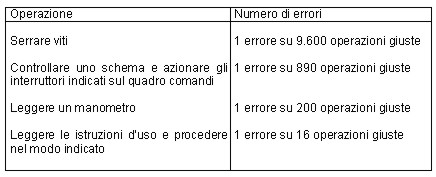 Operazione
Numero di errori
Serrare viti
1 errore su 9.600 operazioni giuste
Controllare uno schema e azionare gli
interruttori indicati sul quadro comandi
1 errore su 890 operazioni giuste
Leggere un manometro
1 errore su 200 operazioni giuste
Leggere le istruzioni d'uso e procedere
nel modo indicato
1 errore su 16 operazioni giuste